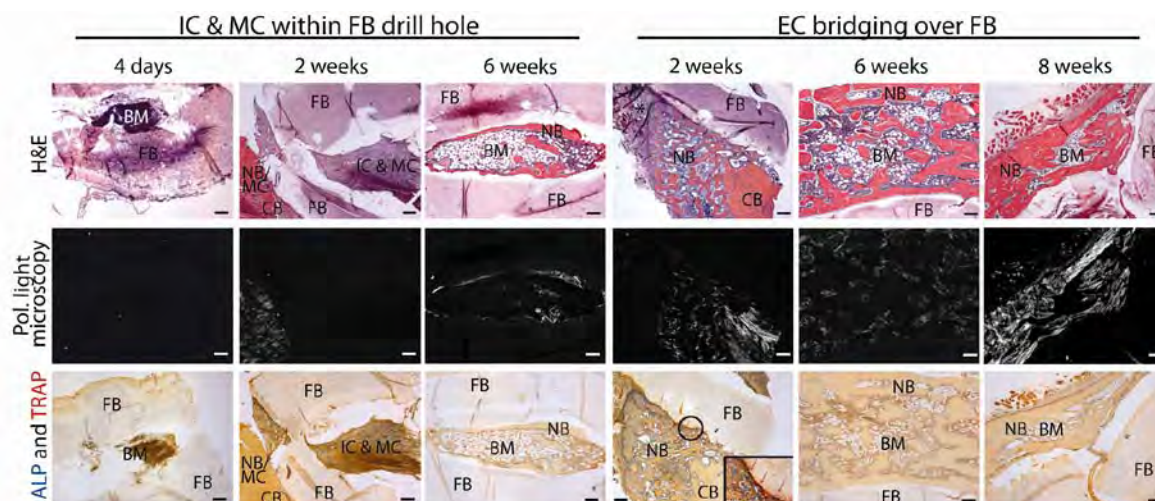 IC & MC within FB drill hole
EC bridging over FB
4 days
2 weeks
6 weeks
2 weeks
6 weeks
8 weeks
H&E
BM
FB
FB
NB/
MC
CB
FB
IC & MC
FB
NB
BM
FB
*
FB
NB
CB
NB
BM
FB
NB
BM
FB
Pol. light
microscopy
ALP and TRAP
FB
BM
FB
FB
NB/
MC
CB
FB
IC & MC
FB
NB
BM
FB
FB
NB
CB
NB
BM
FB
NB
BM
FB